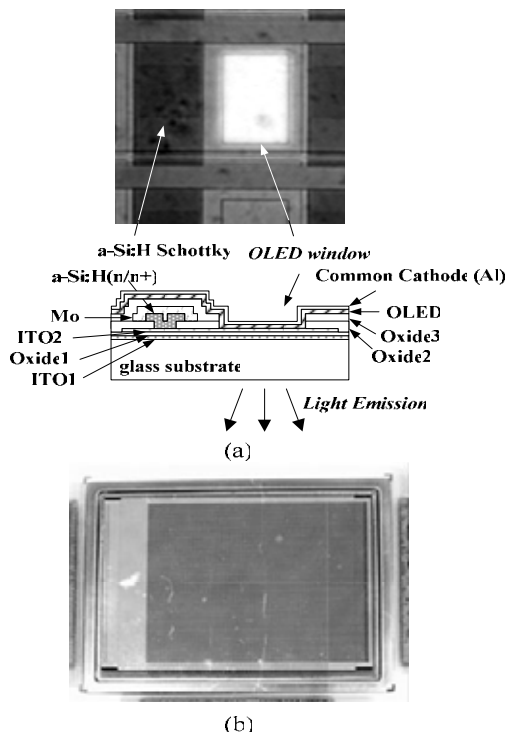 a-Si:H Schottky
OLED window
a-Si:H(n/n+)
Common Cathode (Al)
Mo
OLED
ITO2
Oxide3
Oxide1
Oxide2
ITO1
glass substrate
Light Emission
(a)
(b)